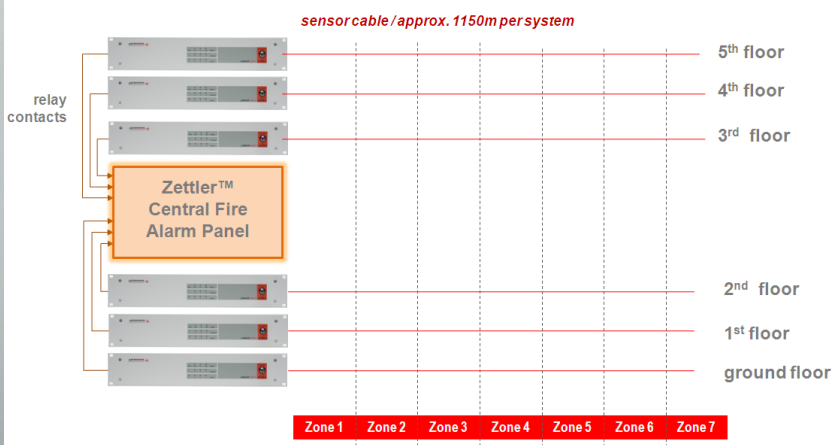 sensor cable / approx. 1150m per system
5th floor
4th floor
relay
contacts
3rd floor
Zettler™
Central Fire
Alarm Panel
2nd floor
1st floor
ground floor
Zone 1 Zone 2 Zone 3 Zone 4 Zone 5 Zone 6 Zone 7